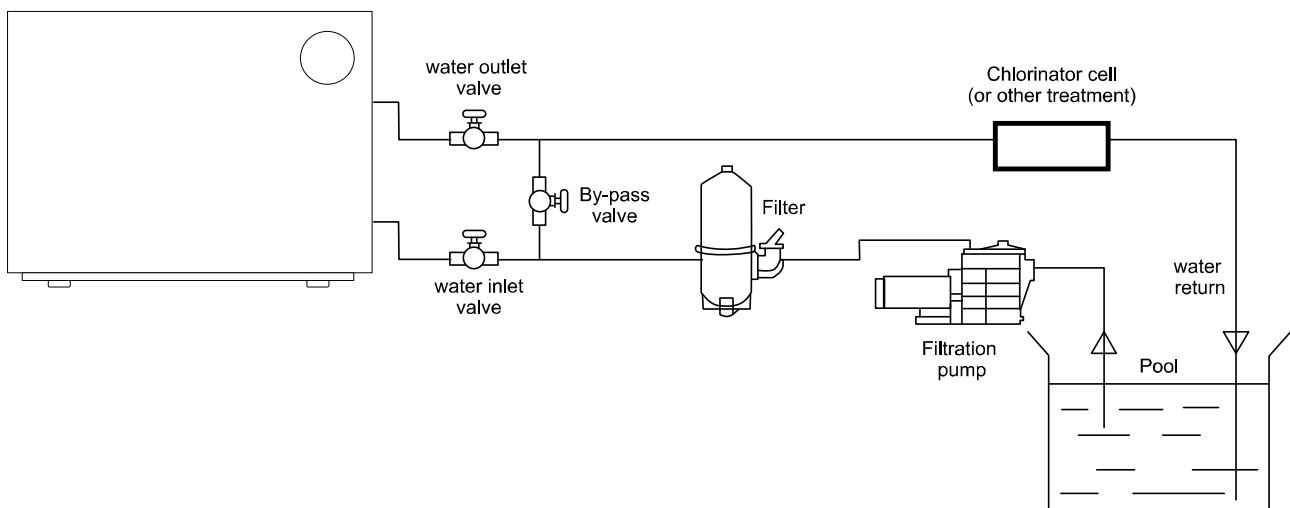 water outlet
valve
Chlorinator cell
(or other treatment)
By-pass
valve
Filter
water inlet
valve
water
return
Filtration
pump
Pool